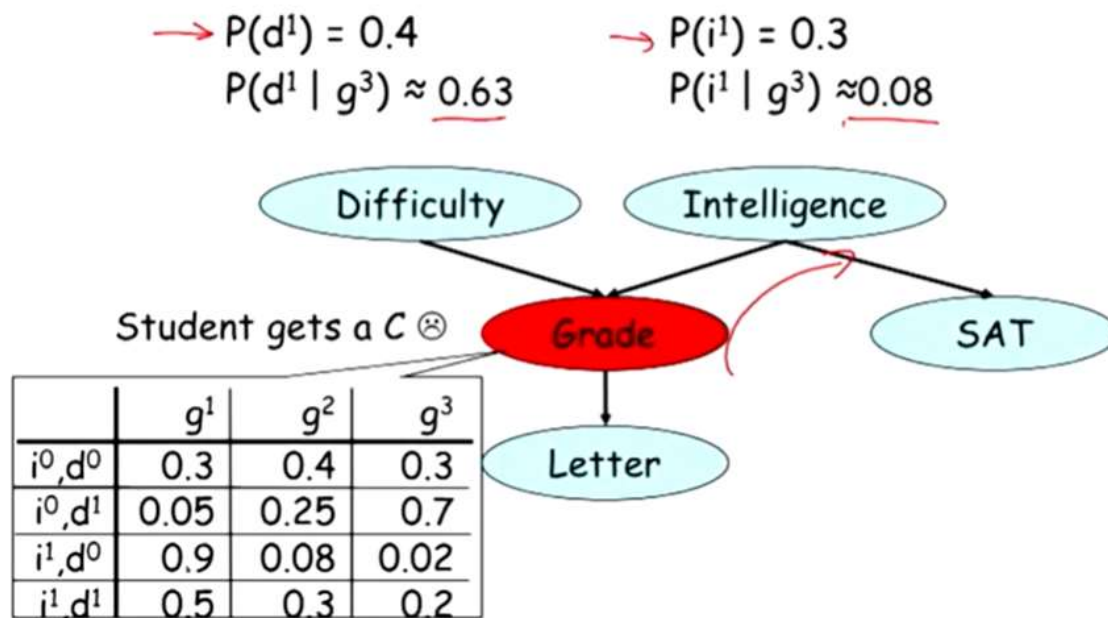 P(d¹) = 0.4
P(i¹) = 0.3
P(d¹ | g³) ≈ 0.63
P(i¹ | g³) ≈0.08
Difficulty
Intelligence
Student gets a C ☹
Grade
SAT
g¹ g² g³
i⁰,d⁰ 0.3 0.4 0.3
Letter
i⁰,d¹ 0.05 0.25 0.7
i¹,d⁰ 0.9 0.08 0.02
i¹,d¹ 0.5 0.3 0.2